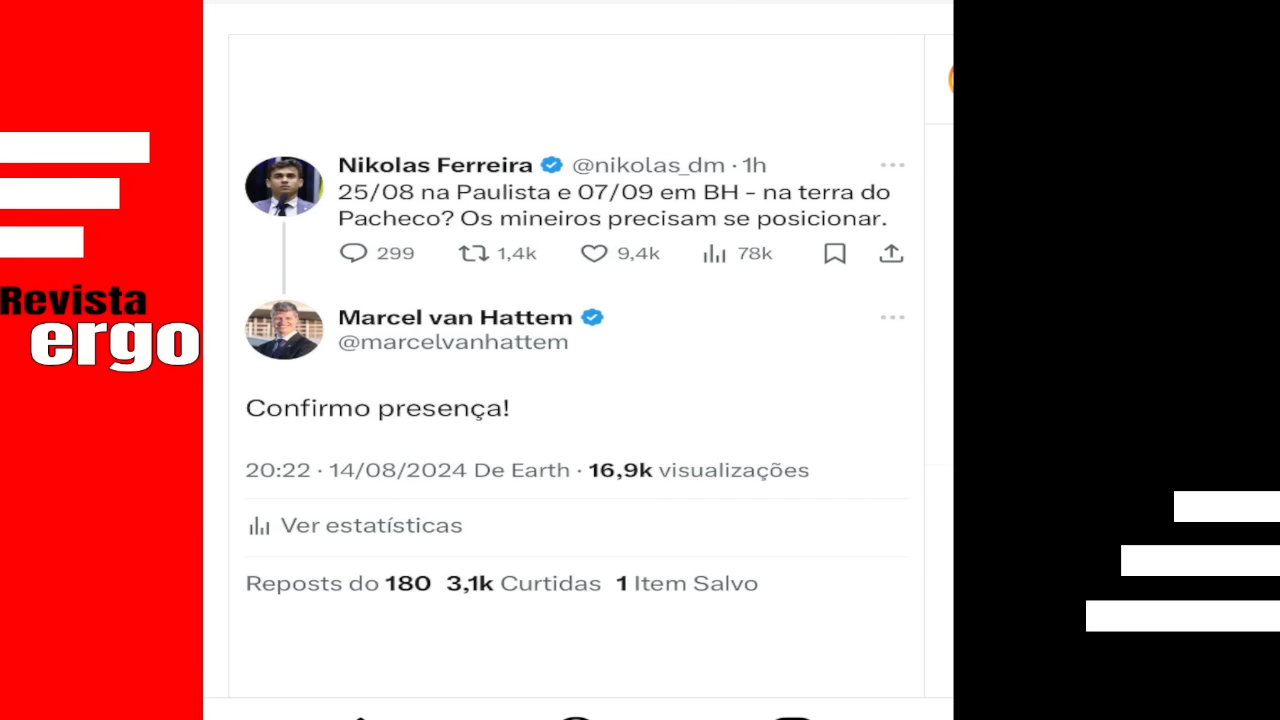 Revista
ergo
Nikolas Ferreira @nikolas_dm · 1h
25/08 na Paulista e 07/09 em BH - na terra do
Pacheco? Os mineiros precisam se posicionar.
299 1,4k 9,4k 78k
Marcel van Hattem
@marcelvanhattem
Confirmo presença!
20:22 · 14/08/2024 De Earth · 16,9k visualizações
Ver estatísticas
Reposts do 180 3,1k Curtidas 1 Item Salvo